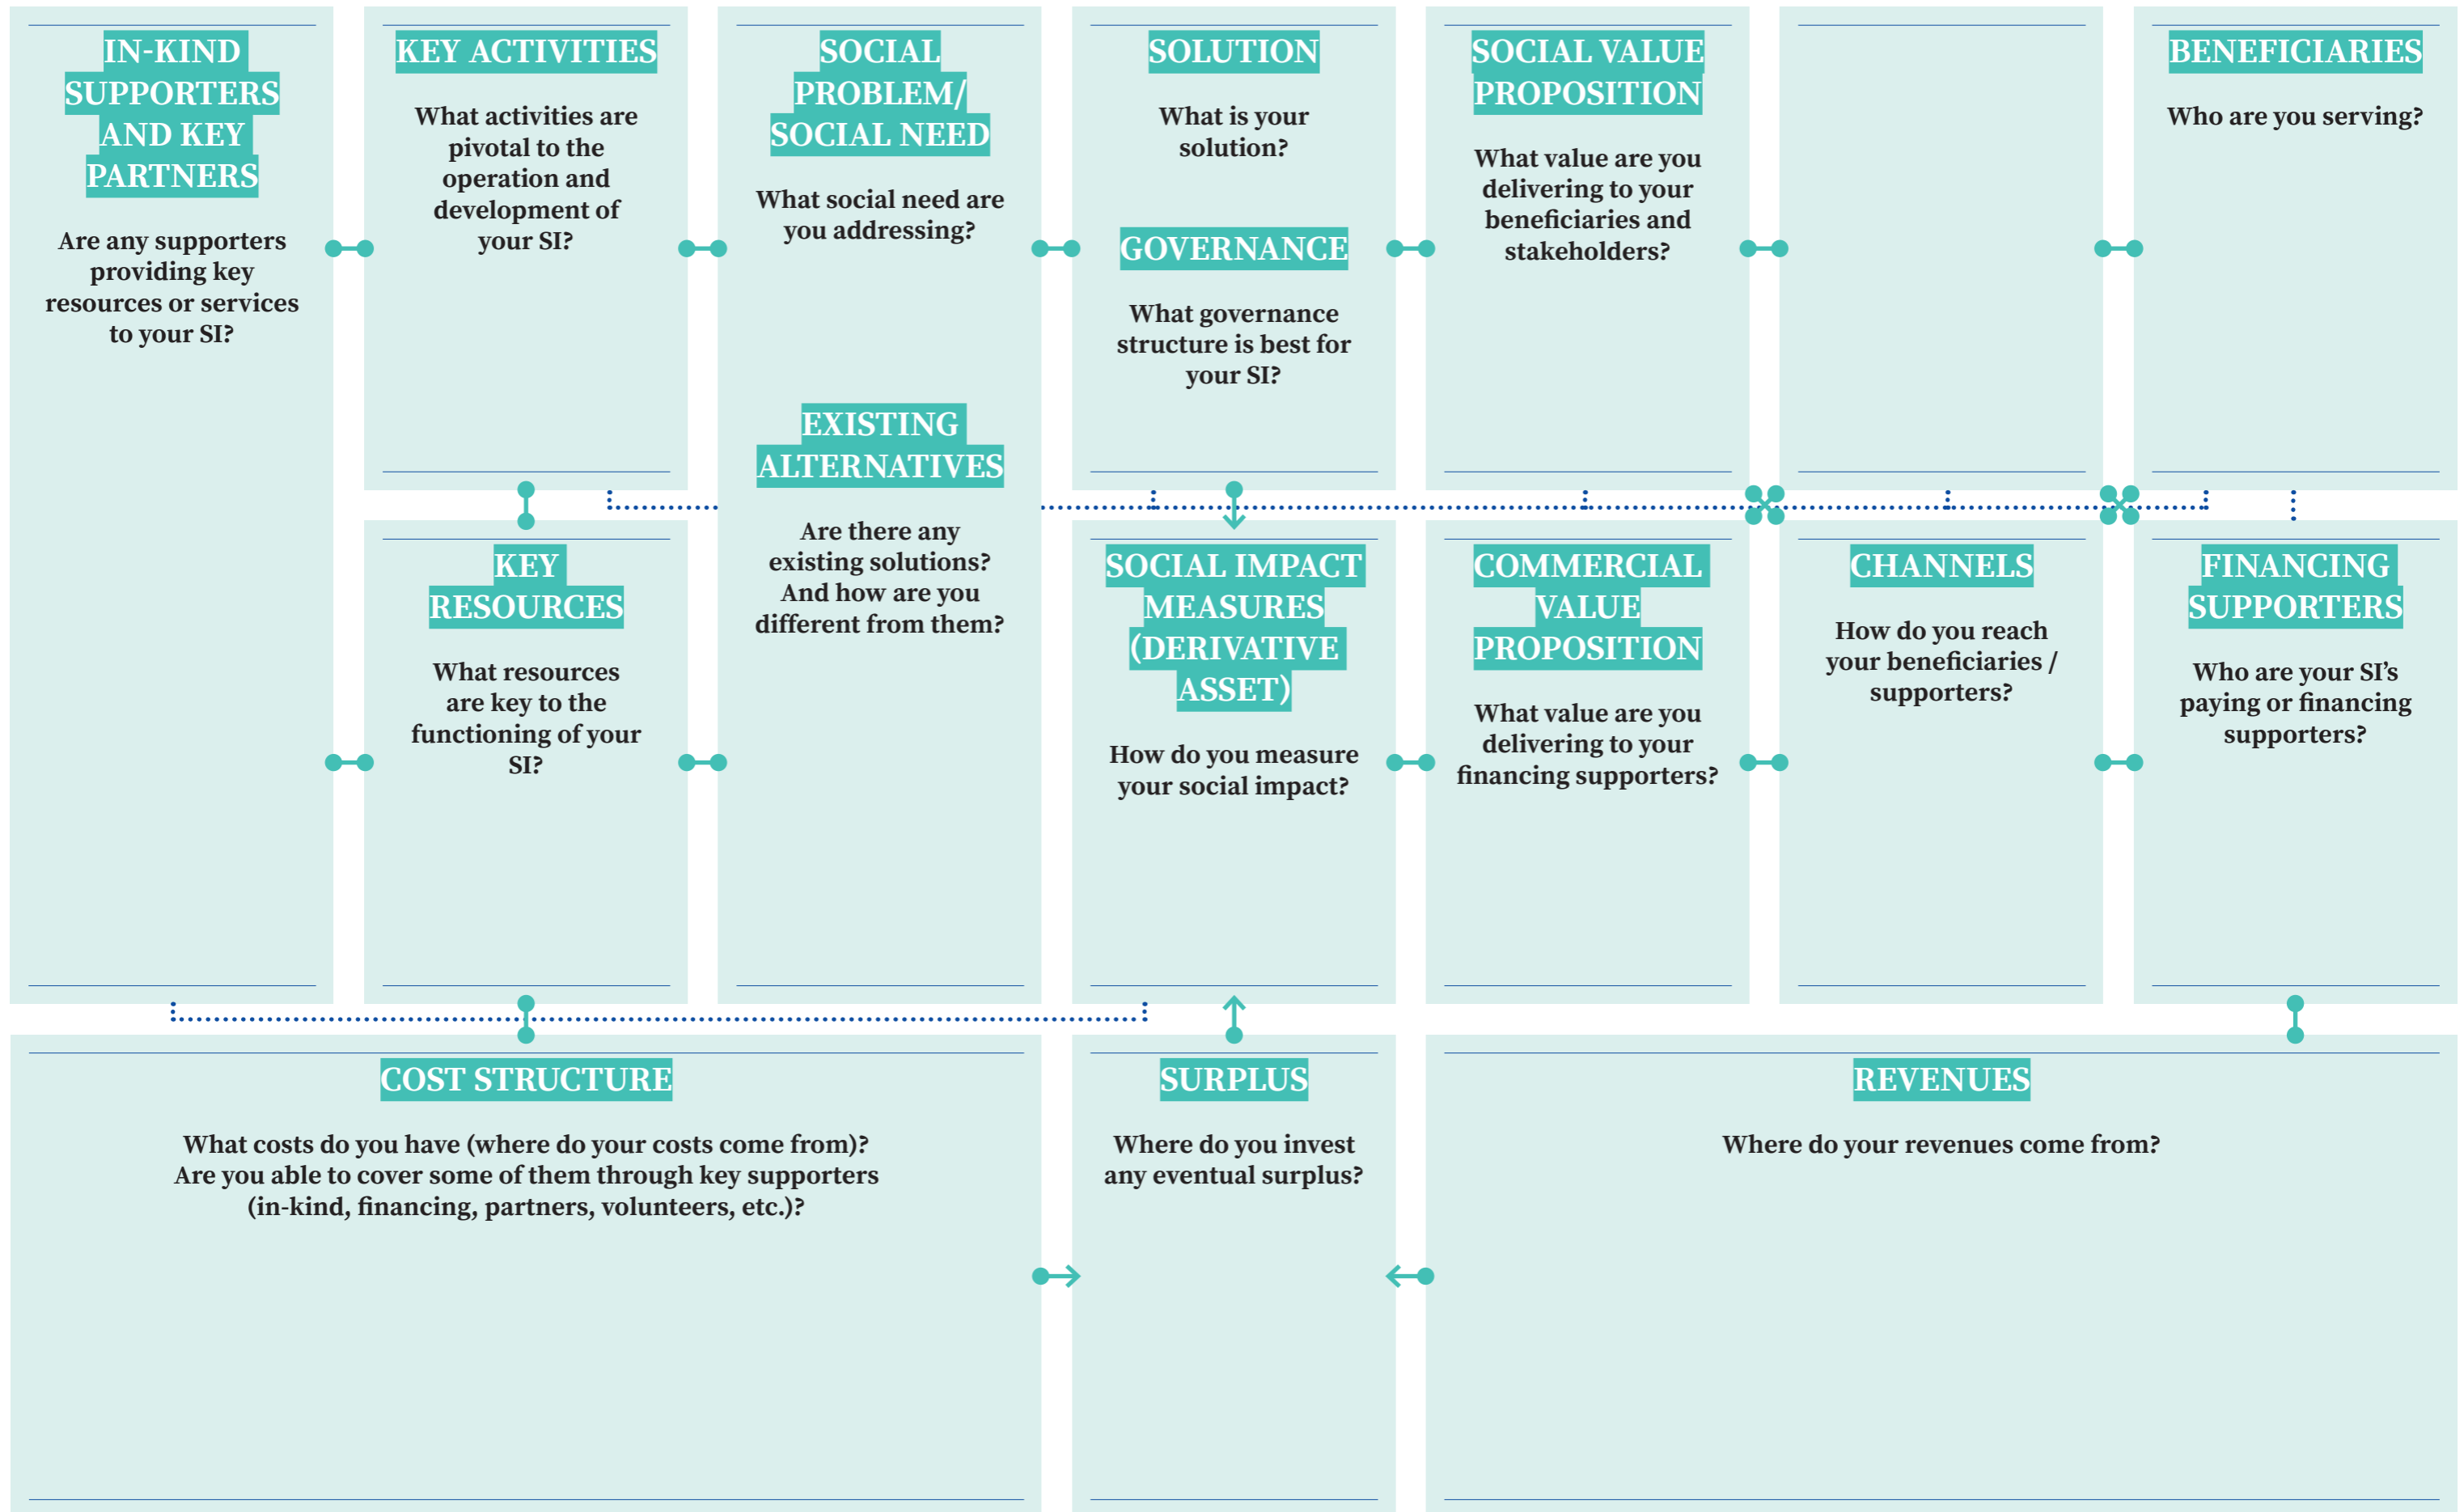 IN-KIND
SUPPORTERS
AND KEY
PARTNERS
Are any supporters
providing key
resources or services
to your SI?
KEY ACTIVITIES
What activities are
pivotal to the
operation and
development of
your SI?
KEY
RESOURCES
What resources
are key to the
functioning of your
SI?
SOCIAL
PROBLEM/
SOCIAL NEED
What social need are
you addressing?
EXISTING
ALTERNATIVES
Are there any
existing solutions?
And how are you
different from them?
SOLUTION
What is your
solution?
GOVERNANCE
What governance
structure is best for
your SI?
SOCIAL IMPACT
MEASURES
(DERIVATIVE
ASSET)
How do you measure
your social impact?
SOCIAL VALUE
PROPOSITION
What value are you
delivering to your
beneficiaries and
stakeholders?
COMMERCIAL
VALUE
PROPOSITION
What value are you
delivering to your
financing supporters?
CHANNELS
How do you reach
your beneficiaries /
supporters?
BENEFICIARIES
Who are you serving?
FINANCING
SUPPORTERS
Who are your SI’s
paying or financing
supporters?
COST STRUCTURE
What costs do you have (where do your costs come from)?
Are you able to cover some of them through key supporters
(in-kind, financing, partners, volunteers, etc.)?
SURPLUS
Where do you invest
any eventual surplus?
REVENUES
Where do your revenues come from?